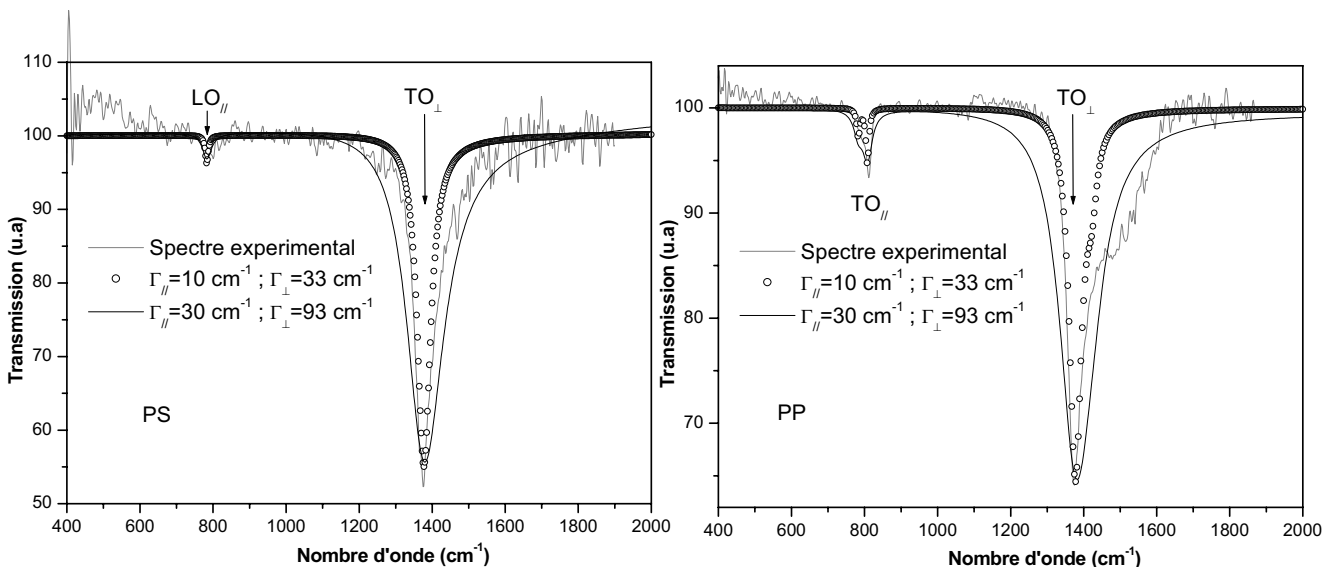 110
100
90
80
70
60
50
400 600 800 1000 1200 1400 1600 1800 2000
Transmission (u.a)
Nombre d'onde (cm⁻¹)
LO//
TO⊥
Spectre experimental
Γ//=10 cm⁻¹ ; Γ⊥=33 cm⁻¹
Γ//=30 cm⁻¹ ; Γ⊥=93 cm⁻¹
PS
100
90
80
70
400 600 800 1000 1200 1400 1600 1800 2000
Transmission (u.a)
Nombre d'onde (cm⁻¹)
TO⊥
TO//
Spectre experimental
Γ//=10 cm⁻¹ ; Γ⊥=33 cm⁻¹
Γ//=30 cm⁻¹ ; Γ⊥=93 cm⁻¹
PP